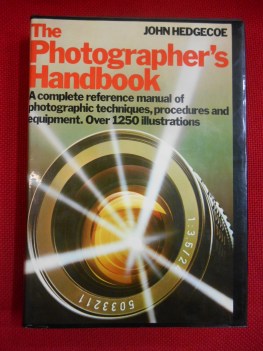 The
JOHN HEDGECOE
Photographer's
Handbook
A complete reference manual of
photographic techniques, procedures and
equipment. Over 1250 illustrations
1:3.5/2
5033211